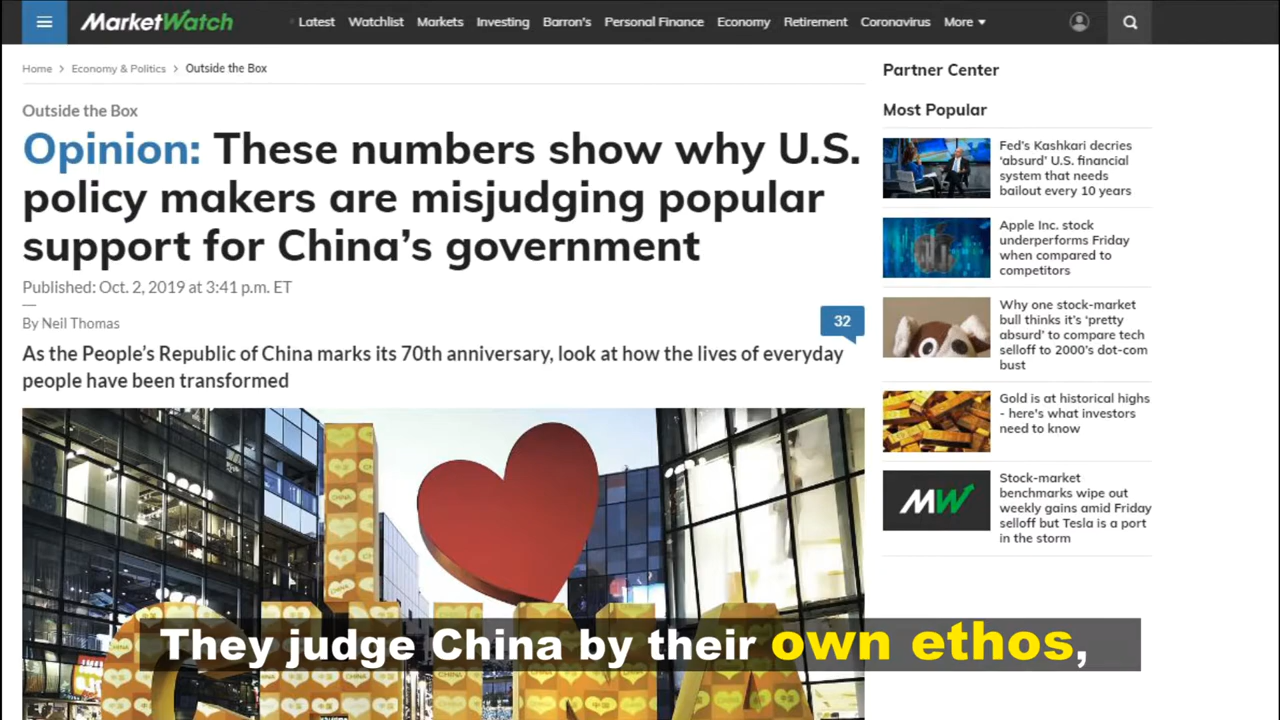 MarketWatch
Latest Watchlist Markets Investing Barron's Personal Finance Economy Retirement Coronavirus More
Home > Economy & Politics > Outside the Box
Outside the Box
Opinion: These numbers show why U.S.
policy makers are misjudging popular
support for China's government
Published: Oct. 2, 2019 at 3:41 p.m. ET
By Neil Thomas
32
As the People's Republic of China marks its 70th anniversary, look at how the lives of everyday
people have been transformed
Partner Center
Most Popular
Fed's Kashkari decries
'absurd' U.S. financial
system that needs
bailout every 10 years
Apple Inc. stock
underperforms Friday
when compared to
competitors
Why one stock-market
bull thinks it's 'pretty
absurd' to compare tech
selloff to 2000's dot-com
bust
Gold is at historical highs
- here's what investors
need to know
MW
Stock-market
benchmarks wipe out
weekly gains amid Friday
selloff but Tesla is a port
in the storm
CHINA
They judge China by their own ethos,